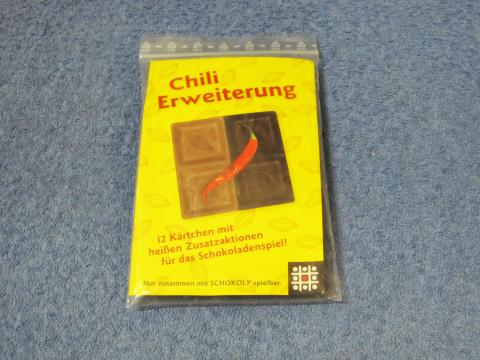 Chili
Erweiterung
12 Kärtchen mit
heißen Zusatzaktionen
für das Schokoladenspiel!
Nur zusammen mit SCHOKOLY spielbar.